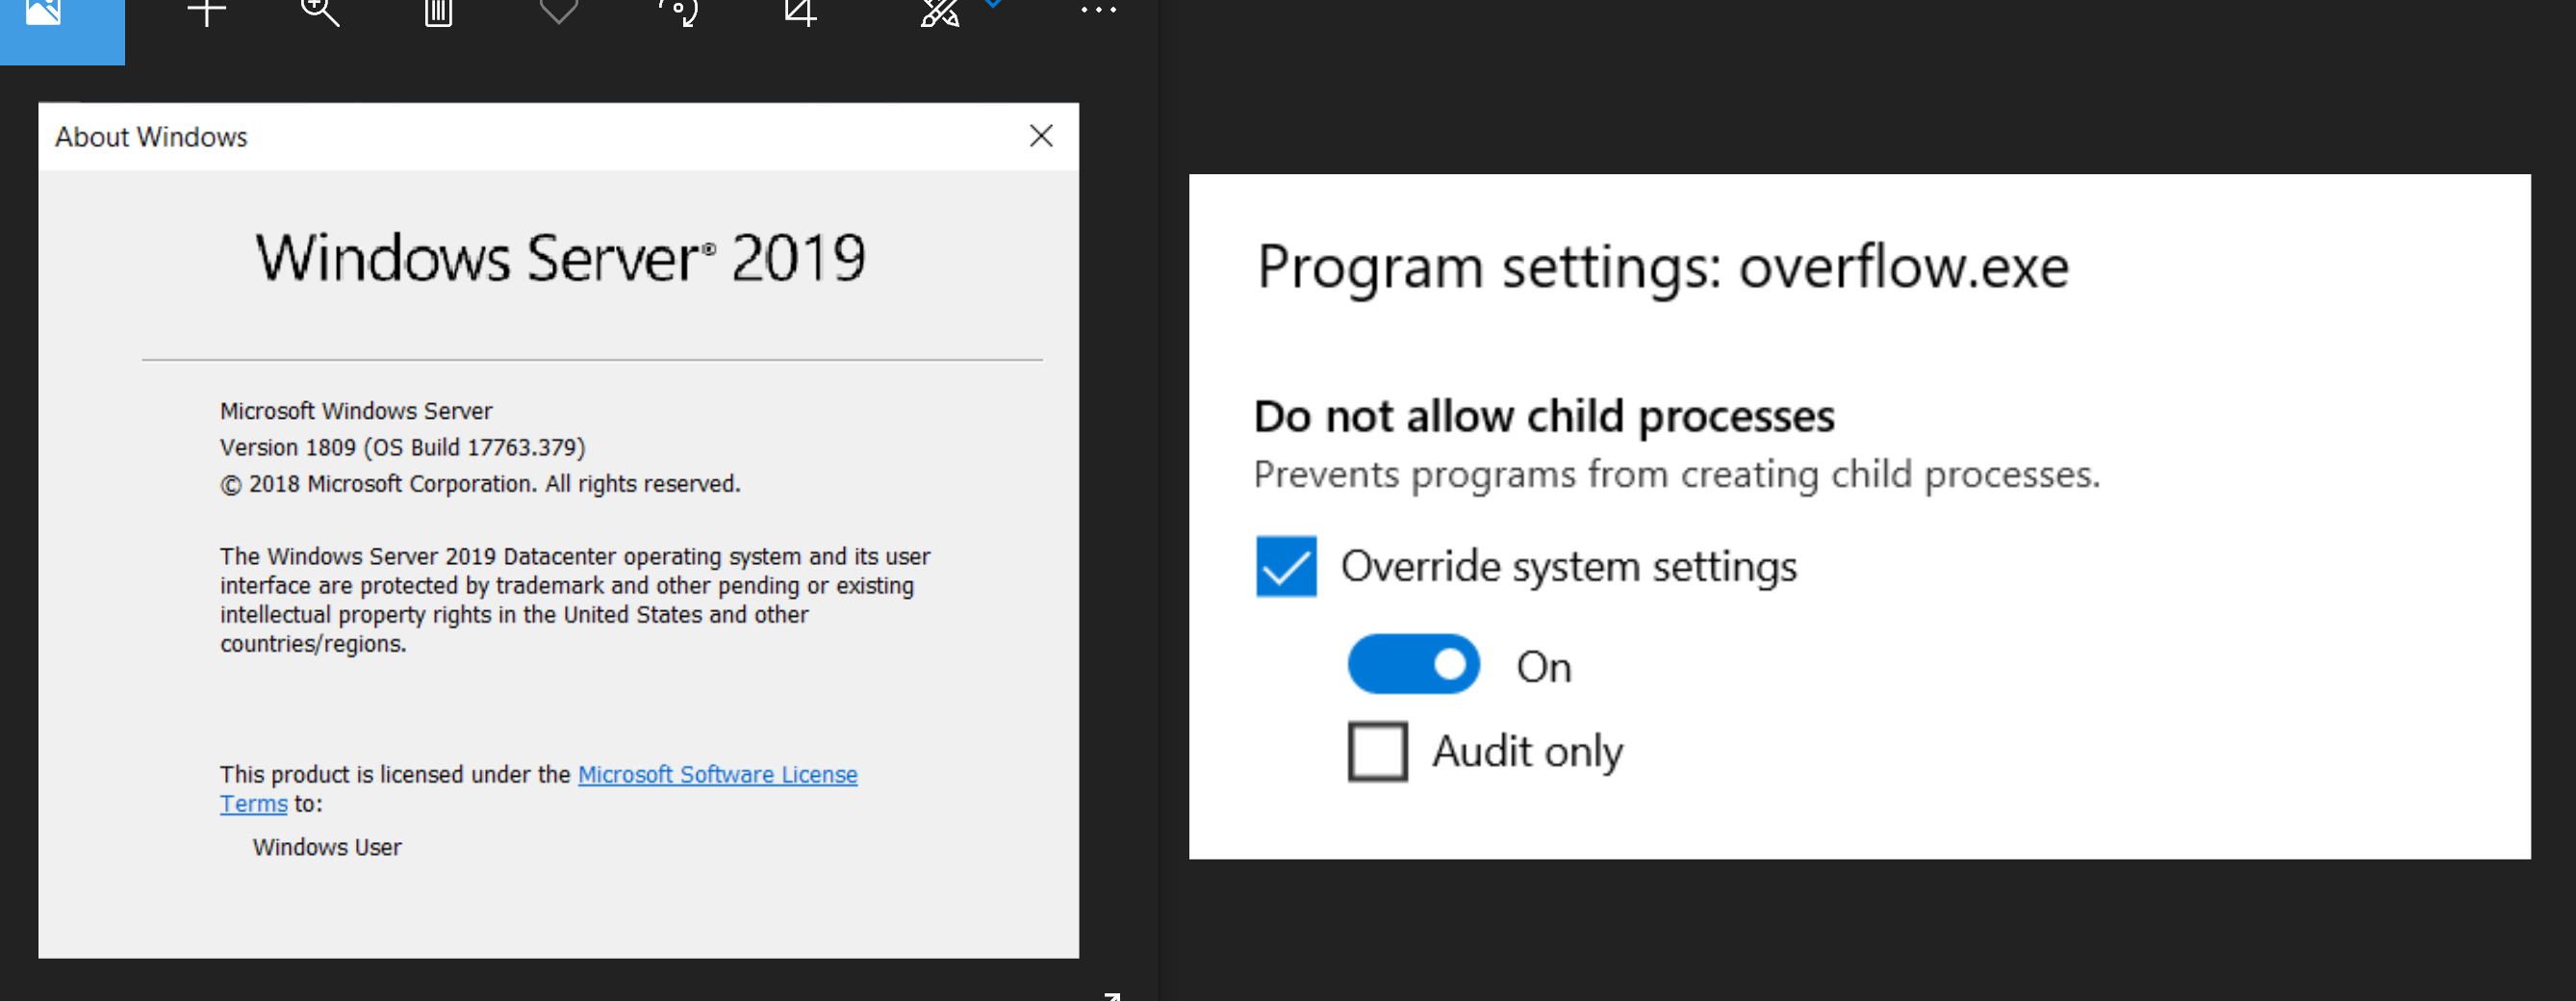 About Windows
Windows Server® 2019
Microsoft Windows Server
Version 1809 (OS Build 17763.379)
© 2018 Microsoft Corporation. All rights reserved.
The Windows Server 2019 Datacenter operating system and its user
interface are protected by trademark and other pending or existing
intellectual property rights in the United States and other
countries/regions.
This product is licensed under the Microsoft Software License
Terms to:
Windows User
Program settings: overflow.exe
Do not allow child processes
Prevents programs from creating child processes.
Override system settings
On
Audit only